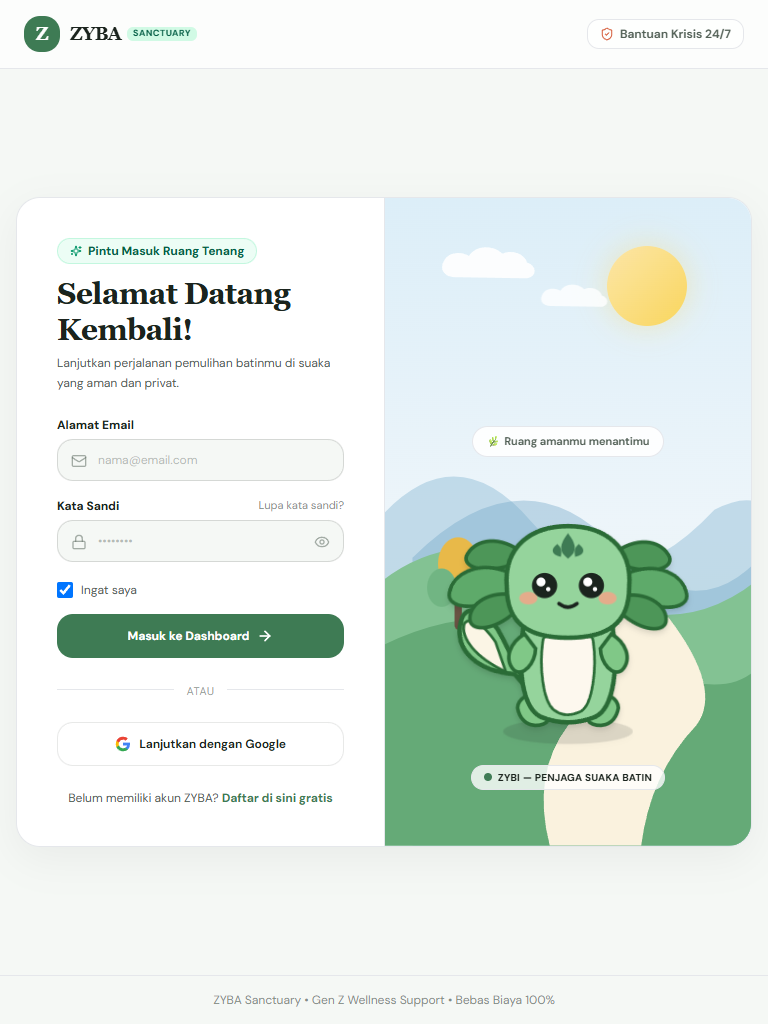 Z ZYBA SANCTUARY
Bantuan Krisis 24/7
Pintu Masuk Ruang Tenang
Selamat Datang
Kembali!
Lanjutkan perjalanan pemulihan batinmu di suaka
yang aman dan privat.
Alamat Email
nama@email.com
Kata Sandi
Lupa kata sandi?
••••••••
Ingat saya
Masuk ke Dashboard →
ATAU
Lanjutkan dengan Google
Belum memiliki akun ZYBA? Daftar di sini gratis
Ruang amanmu menantimu
ZYBI — PENJAGA SUAKA BATIN
ZYBA Sanctuary • Gen Z Wellness Support • Bebas Biaya 100%